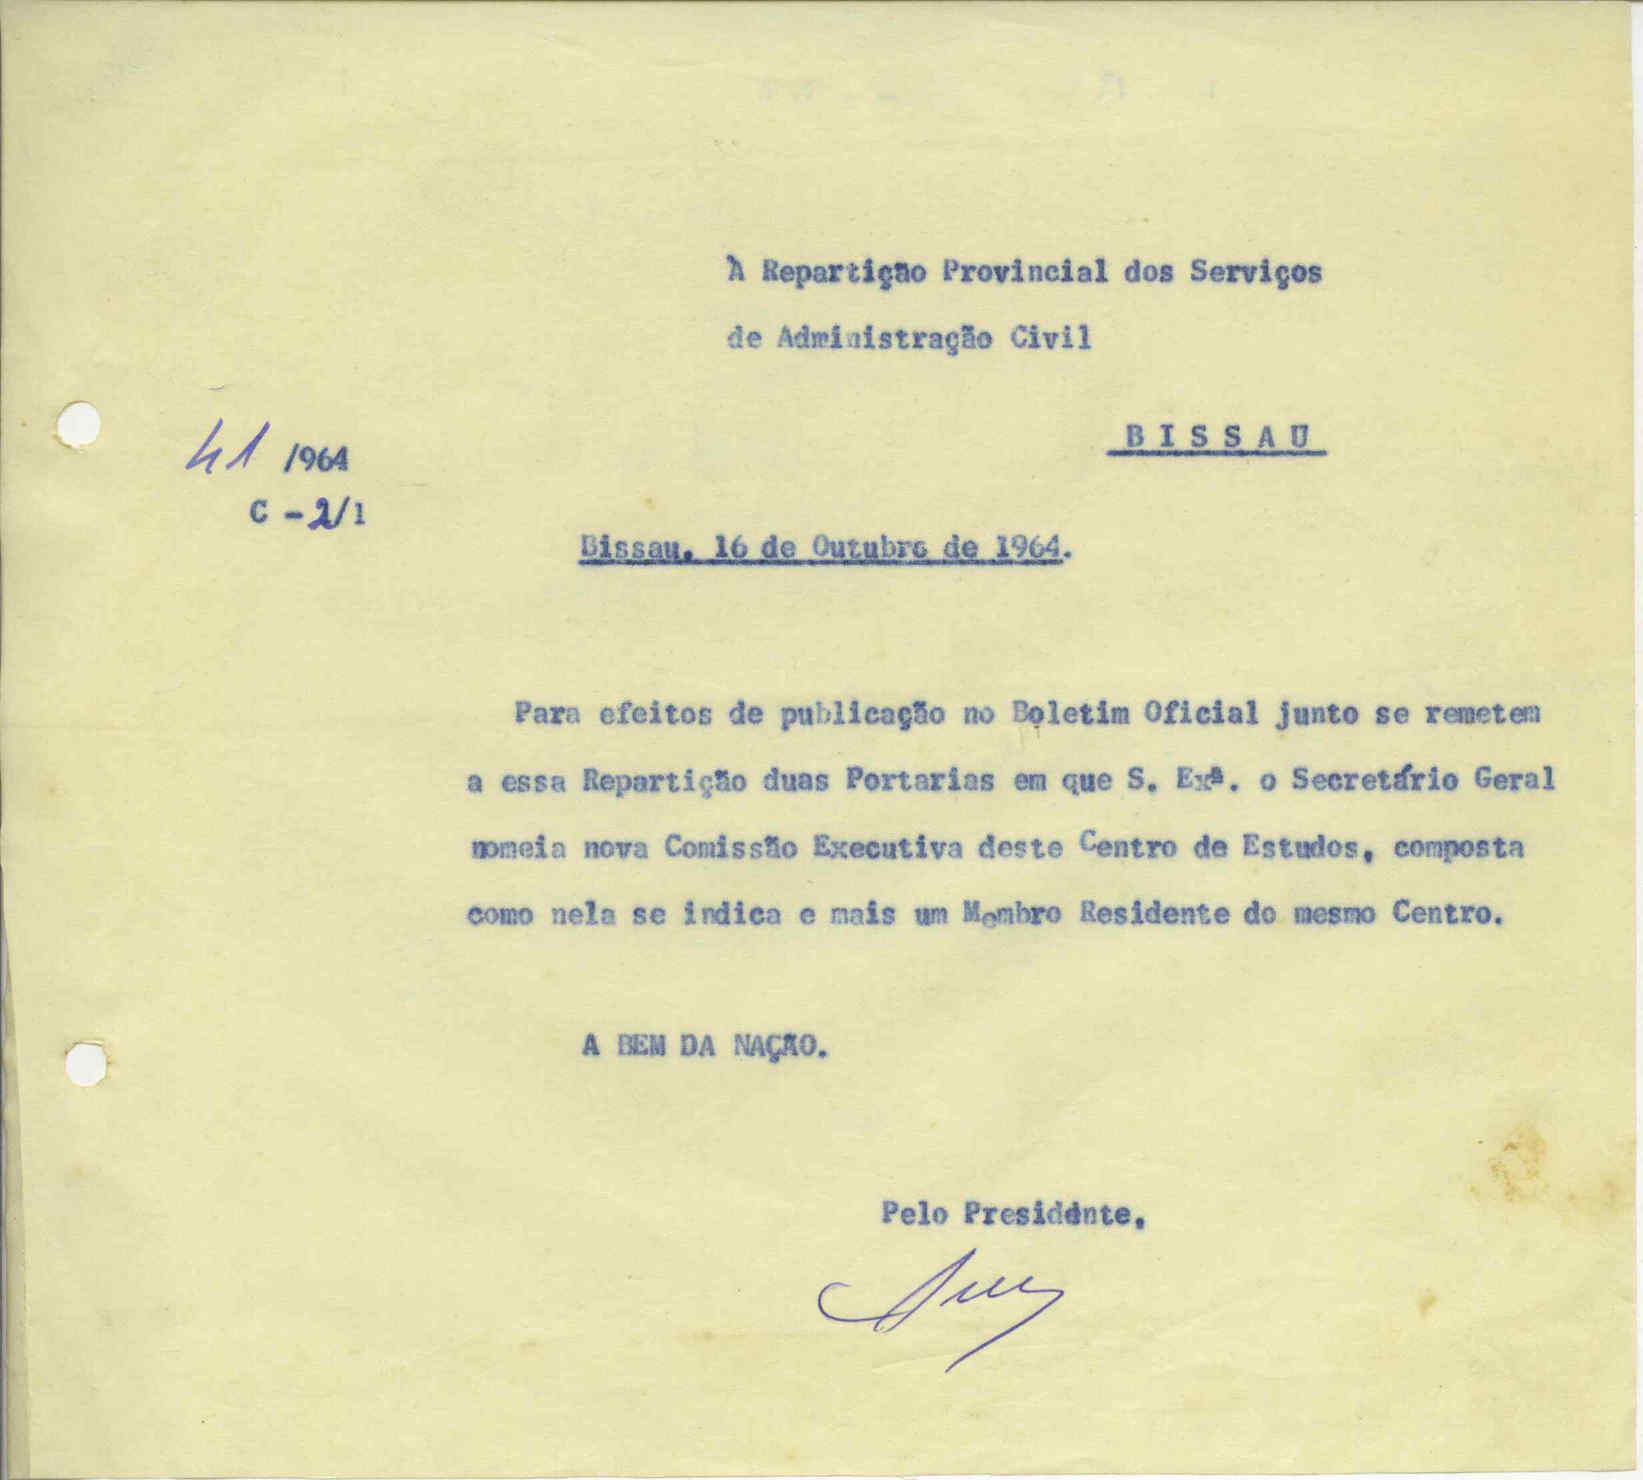 À Repartição Provincial dos Serviços
de Administração Civil
BISSAU
41 /964
C - 2/1
Bissau, 16 de Outubro de 1964.
Para efeitos de publicação no Boletim Oficial junto se remetem
a essa Repartição duas Portarias em que S. Exª. o Secretário Geral
nomeia nova Comissão Executiva deste Centro de Estudos, composta
como nela se indica e mais um Membro Residente do mesmo Centro.
A BEM DA NAÇÃO.
Pelo Presidente,